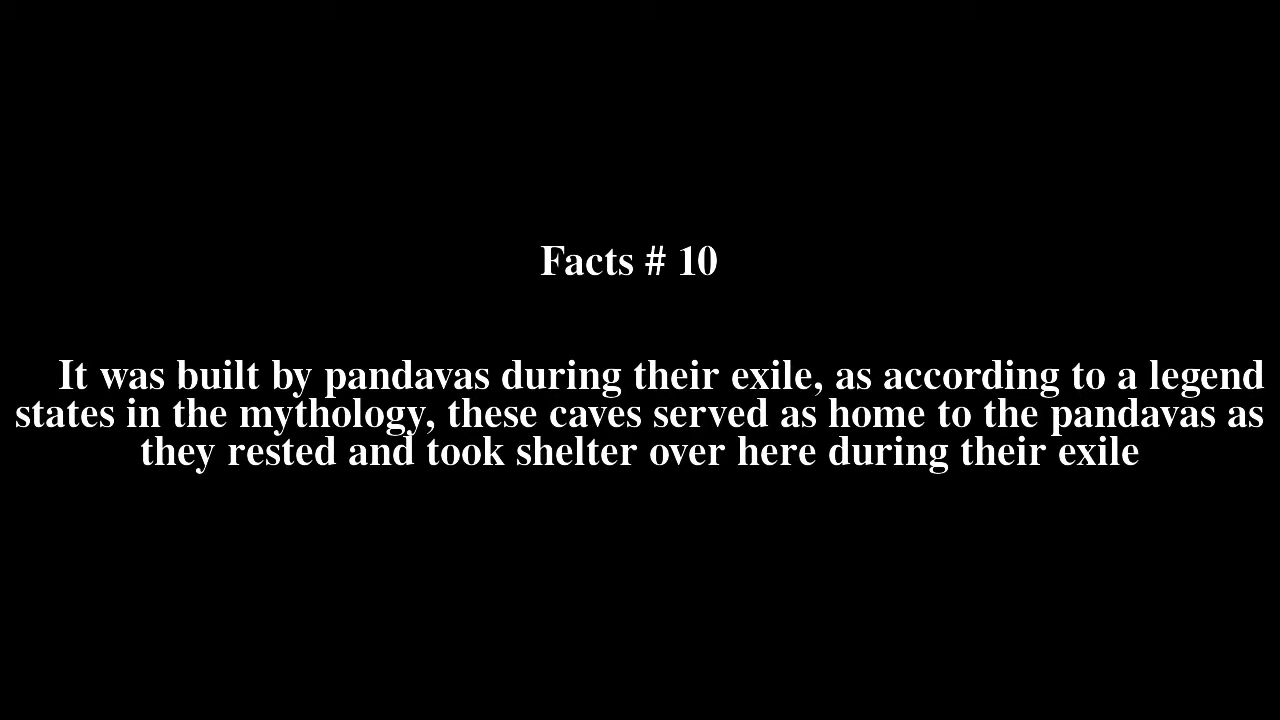 Facts # 10
It was built by pandavas during their exile, as according to a legend
states in the mythology, these caves served as home to the pandavas as
they rested and took shelter over here during their exile